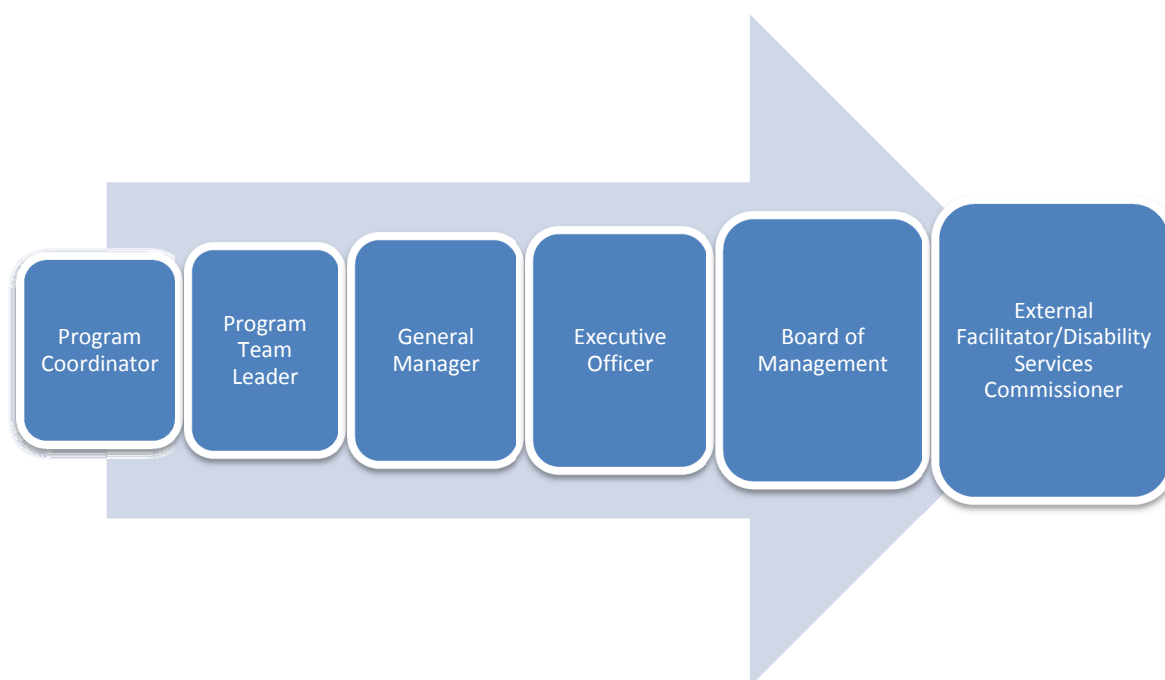 Program
Coordinator
Program
Team
Leader
General
Manager
Executive
Officer
Board of
Management
External
Facilitator/Disability
Services
Commissioner